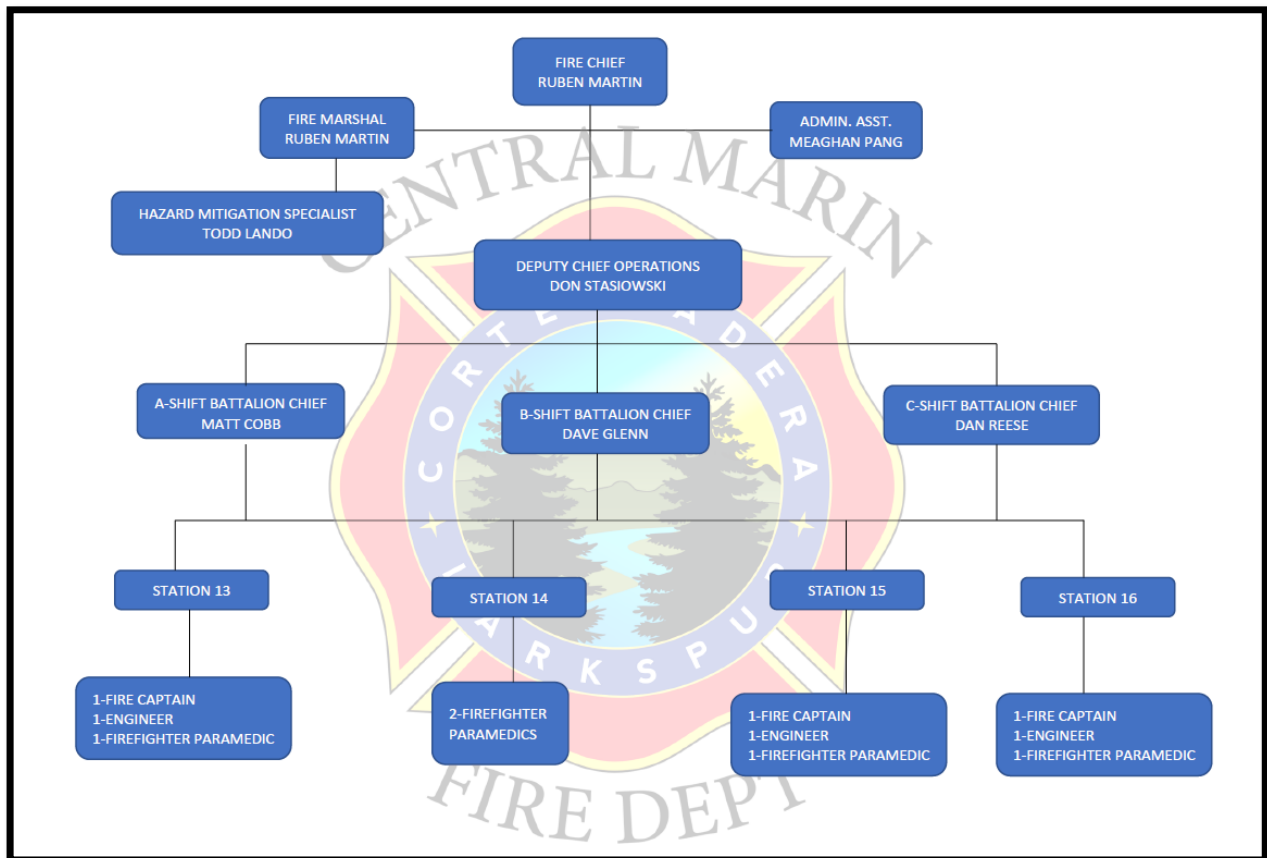 FIRE CHIEF
RUBEN MARTIN
FIRE MARSHAL
RUBEN MARTIN
ADMIN. ASST.
MEAGHAN PANG
CENTRAL MARIN
HAZARD MITIGATION SPECIALIST
TODD LANDO
DEPUTY CHIEF OPERATIONS
DON STASIOWSKI
A-SHIFT BATTALION CHIEF
MATT COBB
B-SHIFT BATTALION CHIEF
DAVE GLENN
C-SHIFT BATTALION CHIEF
DAN REESE
STATION 13
STATION 14
STATION 15
STATION 16
1-FIRE CAPTAIN
1-ENGINEER
1-FIREFIGHTER PARAMEDIC
2-FIREFIGHTER
PARAMEDICS
1-FIRE CAPTAIN
1-ENGINEER
1-FIREFIGHTER PARAMEDIC
1-FIRE CAPTAIN
1-ENGINEER
1-FIREFIGHTER PARAMEDIC
FIRE DEPT